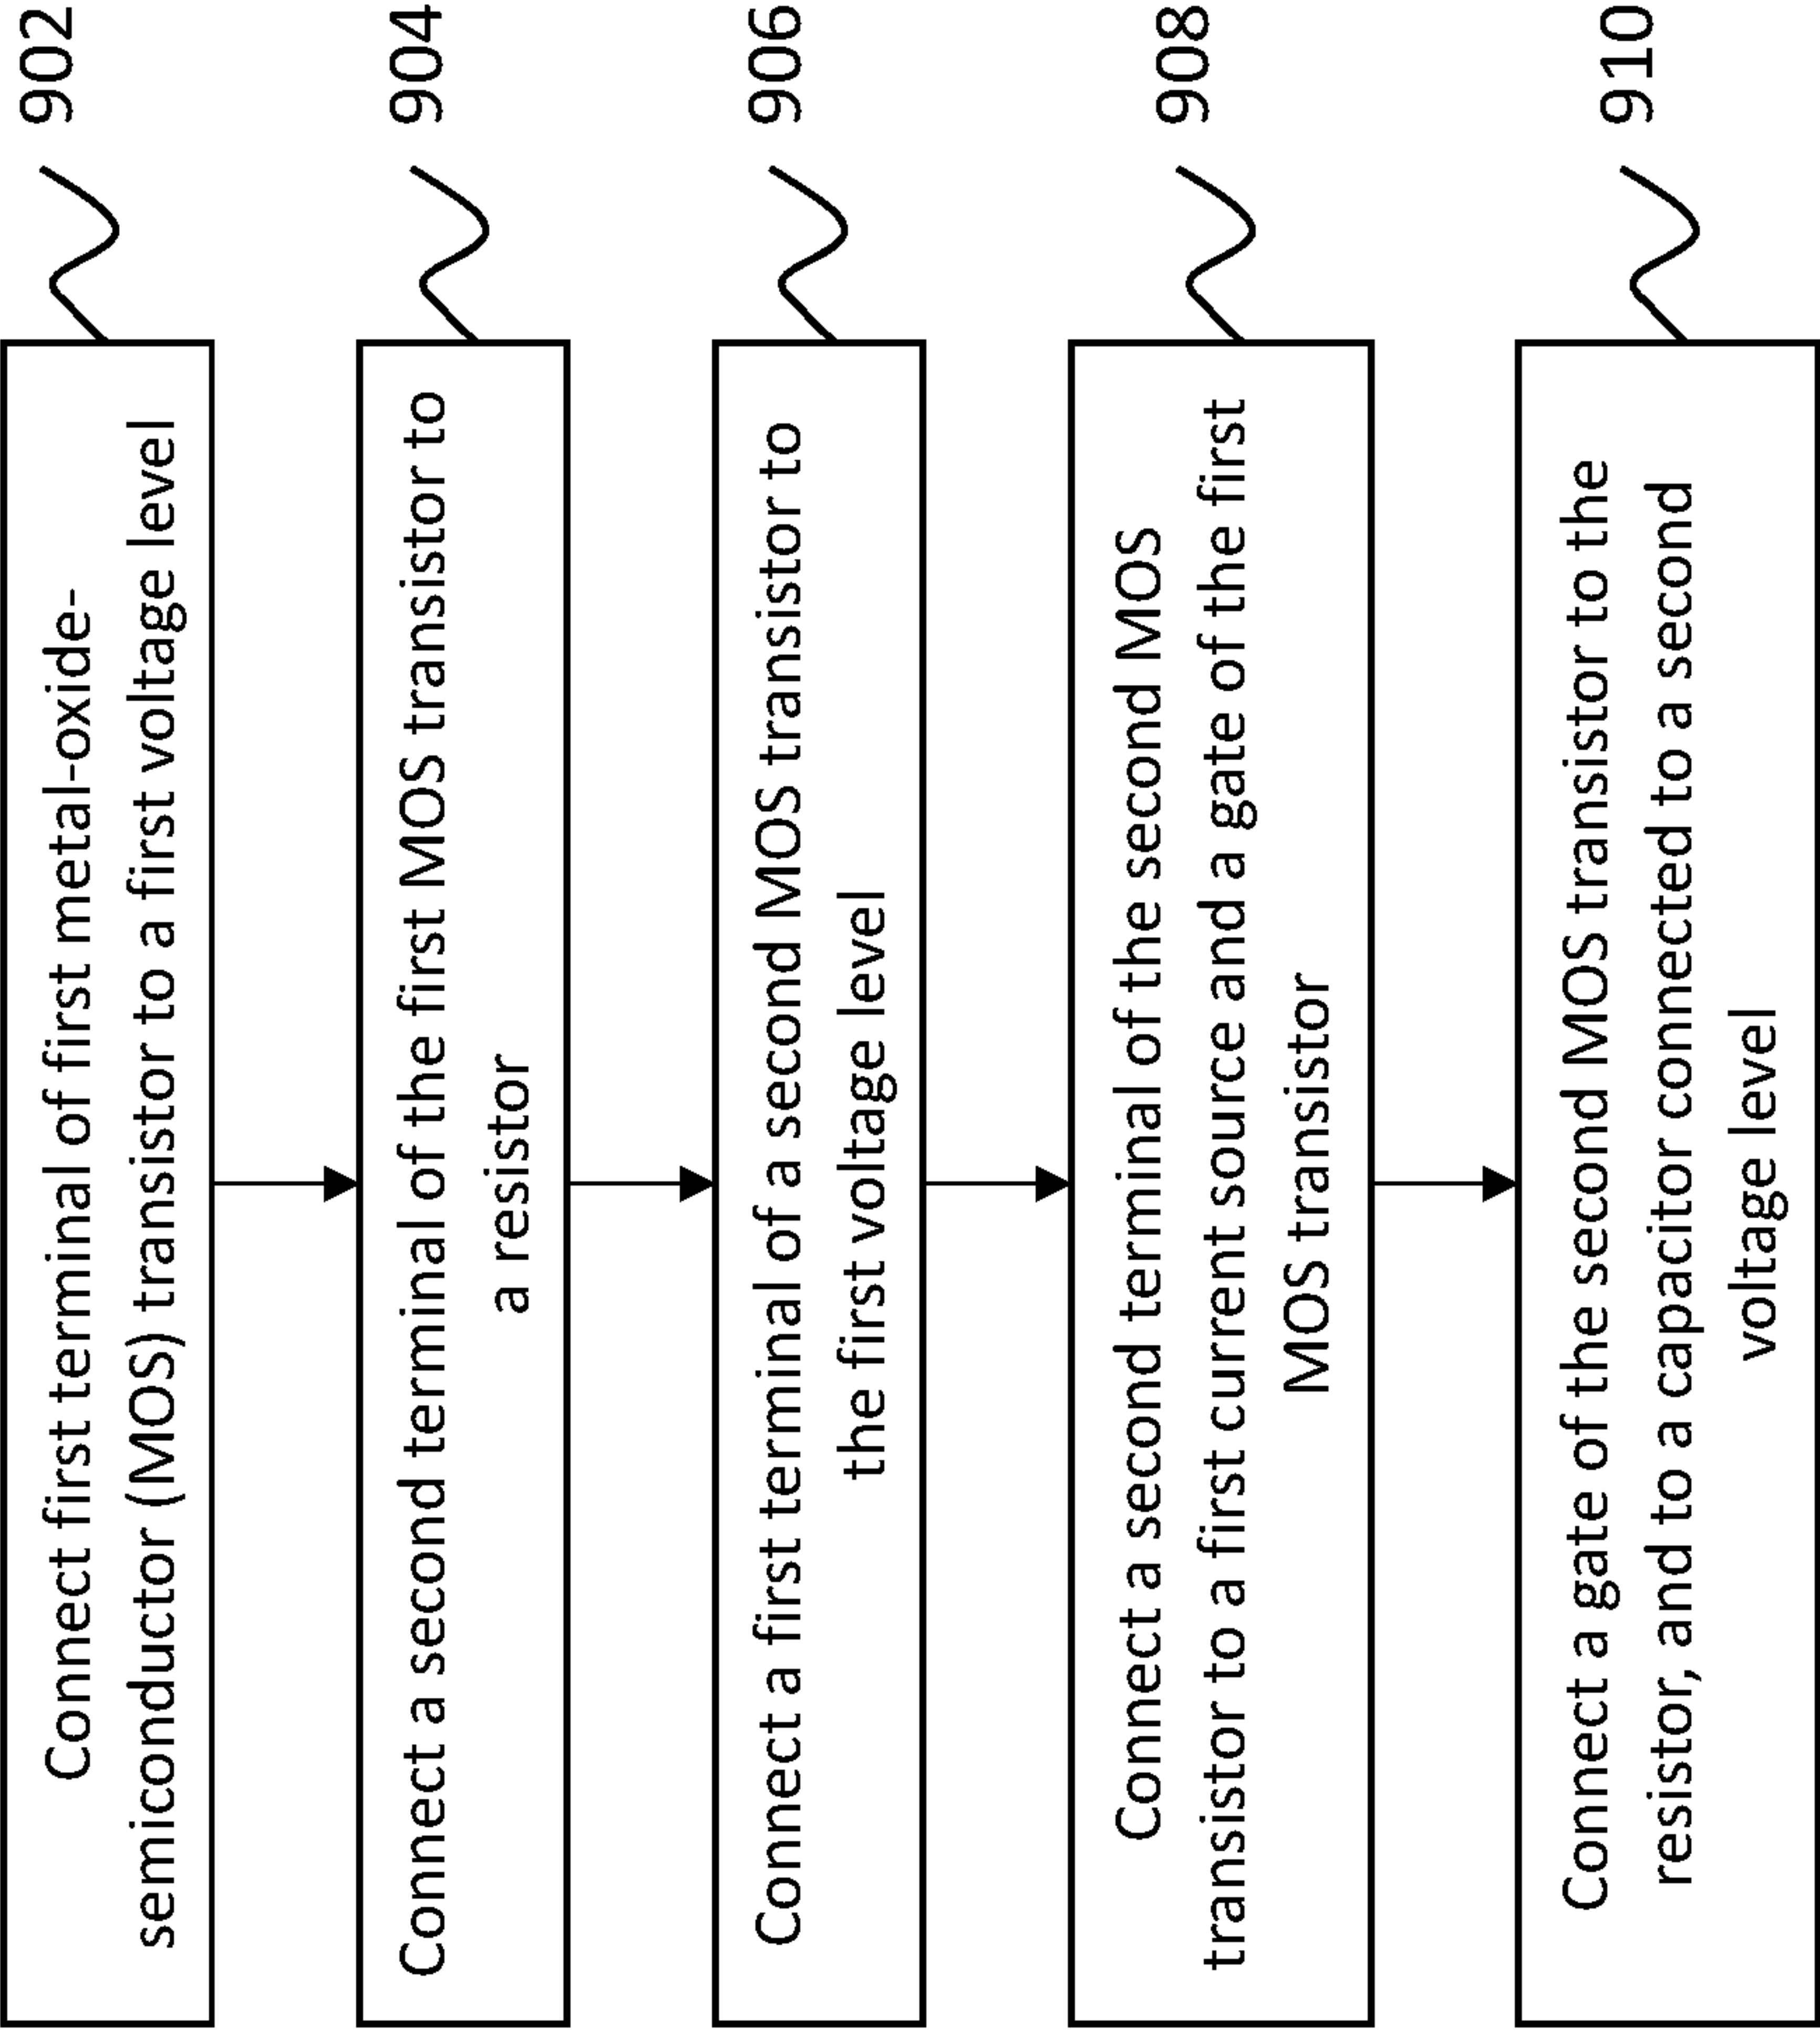 Connect first terminal of first metal-oxide-
semiconductor (MOS) transistor to a first voltage level
902
Connect a second terminal of the first MOS transistor to
a resistor
904
Connect a first terminal of a second MOS transistor to
the first voltage level
906
Connect a second terminal of the second MOS
transistor to a first current source and a gate of the first
MOS transistor
908
Connect a gate of the second MOS transistor to the
resistor, and to a capacitor connected to a second
voltage level
910